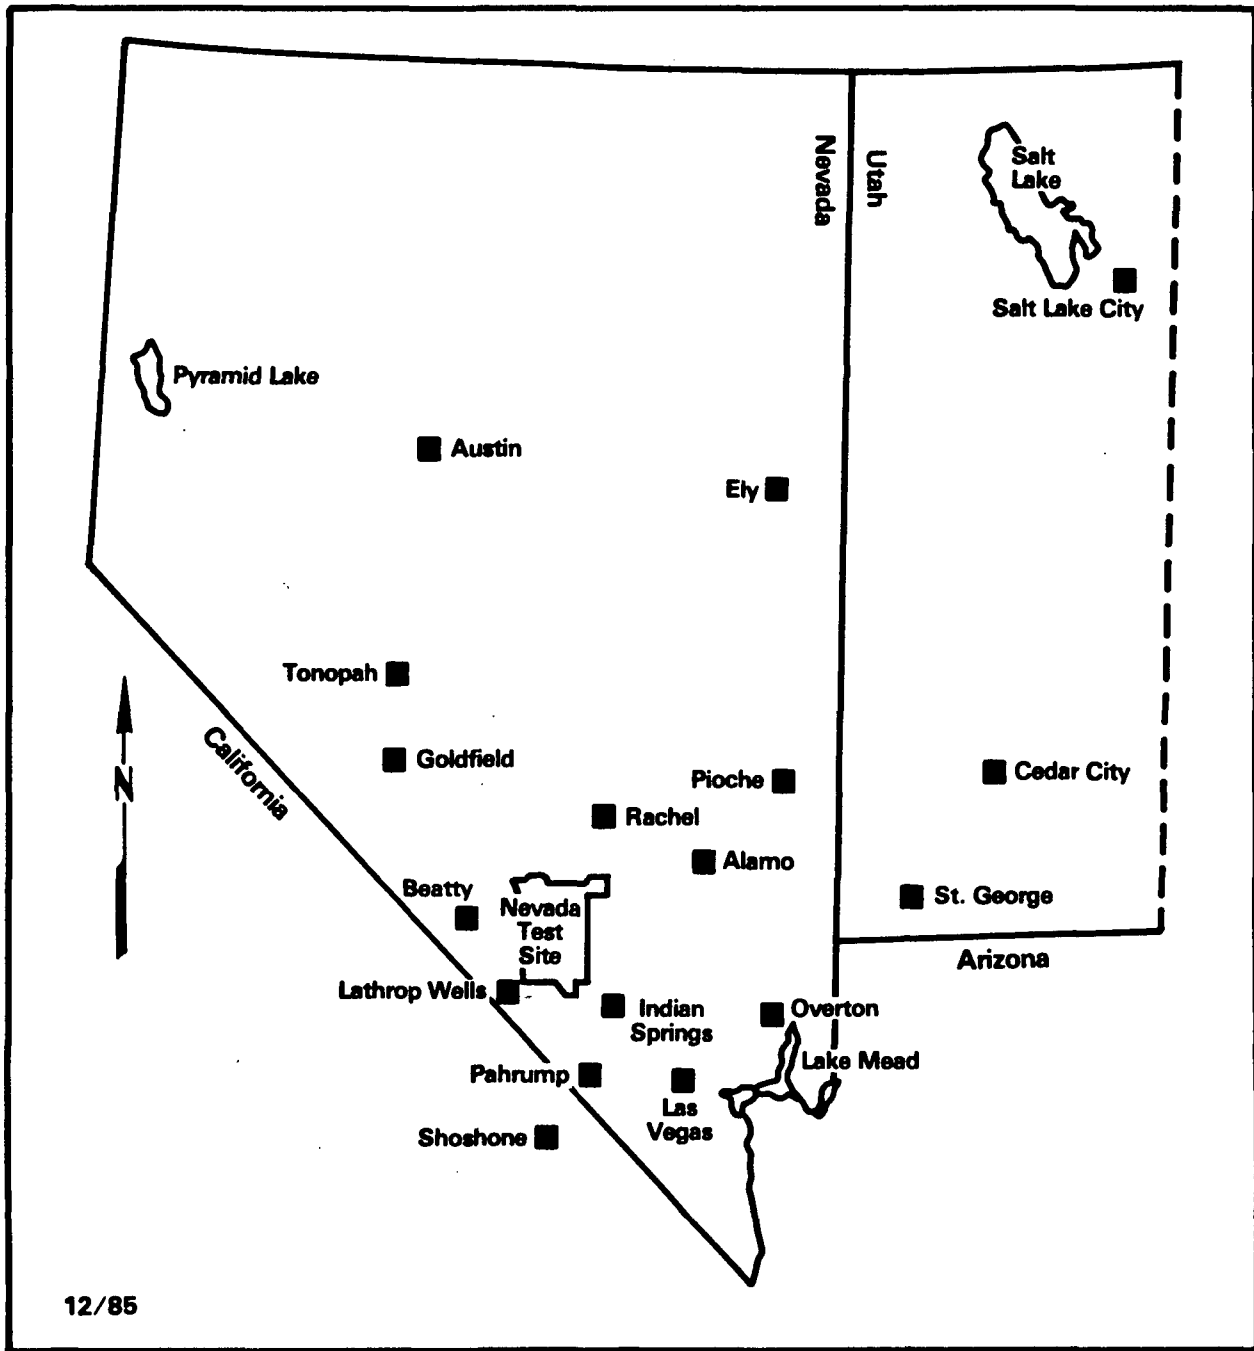 Nevada
Utah
Salt
Lake
Salt Lake City
Pyramid Lake
Austin
Ely
Tonopah
N
California
Goldfield
Pioche
Cedar City
Rachel
Alamo
Beatty
Nevada
Test
Site
St. George
Arizona
Lathrop Wells
Indian
Springs
Overton
Lake Mead
Pahrump
Las
Vegas
Shoshone
12/85